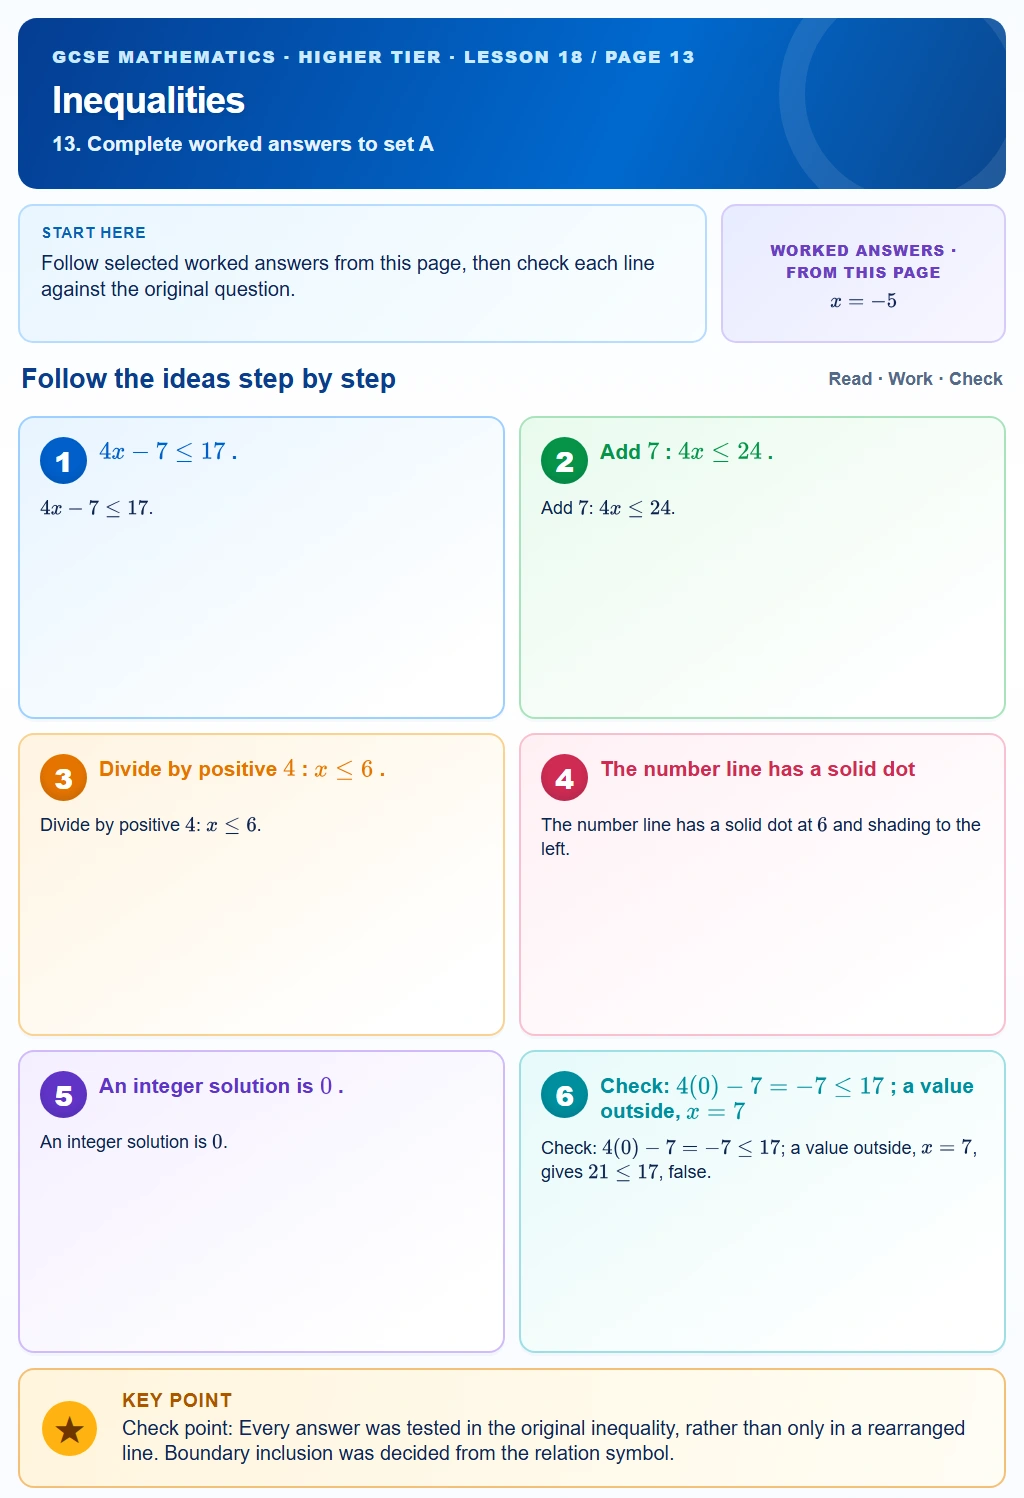 GCSE MATHEMATICS · HIGHER TIER · LESSON 18 / PAGE 13
Inequalities
13. Complete worked answers to set A
START HERE
Follow selected worked answers from this page, then check each line
against the original question.
WORKED ANSWERS ·
FROM THIS PAGE
x = −5
Follow the ideas step by step
Read · Work · Check
1
4x − 7 ≤ 17 .
4x − 7 ≤ 17.
2
Add 7 : 4x ≤ 24 .
Add 7: 4x ≤ 24.
3
Divide by positive 4 : x ≤ 6 .
Divide by positive 4: x ≤ 6.
4
The number line has a solid dot
The number line has a solid dot at 6 and shading to the
left.
5
An integer solution is 0 .
An integer solution is 0.
6
Check: 4(0) − 7 = −7 ≤ 17 ; a value
outside, x = 7
Check: 4(0) − 7 = −7 ≤ 17; a value outside, x = 7,
gives 21 ≤ 17, false.
KEY POINT
Check point: Every answer was tested in the original inequality, rather than only in a rearranged
line. Boundary inclusion was decided from the relation symbol.